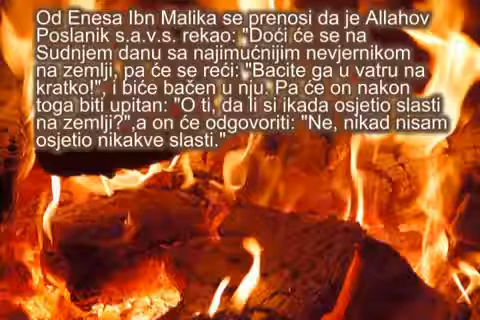 Od Enesa Ibn Malika se prenosi da je Allahov
Poslanik s.a.v.s. rekao: "Doći će se na
Sudnjem danu sa najimućnijim nevjernikom
na zemlji, pa će se reći: "Bacite ga u vatru na
kratko!", i biće bačen u nju. Pa će on nakon
toga biti upitan: "O ti, da li si ikada osjetio slasti
na zemlji?",a on će odgovoriti: "Ne, nikad nisam
osjetio nikakve slasti."